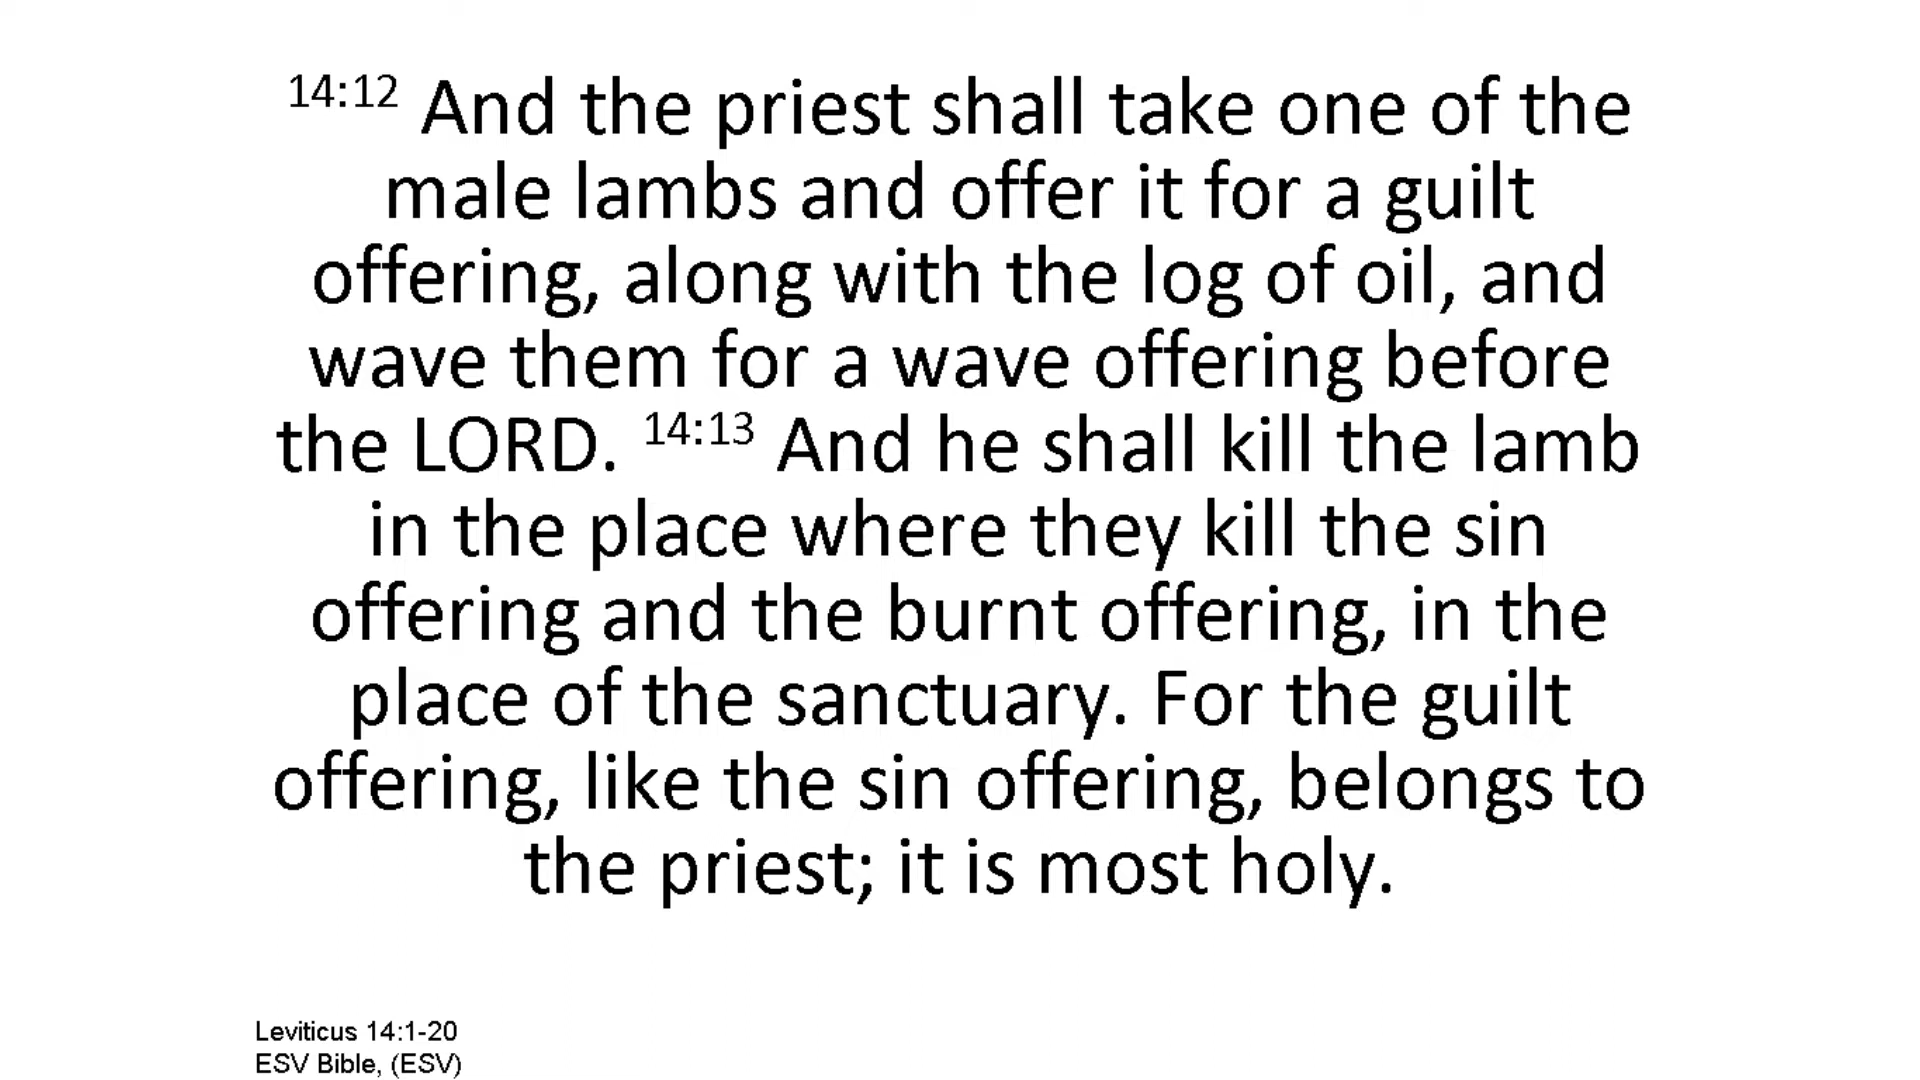 14:12 And the priest shall take one of the
male lambs and offer it for a guilt
offering, along with the log of oil, and
wave them for a wave offering before
the LORD. 14:13 And he shall kill the lamb
in the place where they kill the sin
offering and the burnt offering, in the
place of the sanctuary. For the guilt
offering, like the sin offering, belongs to
the priest; it is most holy.
Leviticus 14:1-20
ESV Bible, (ESV)